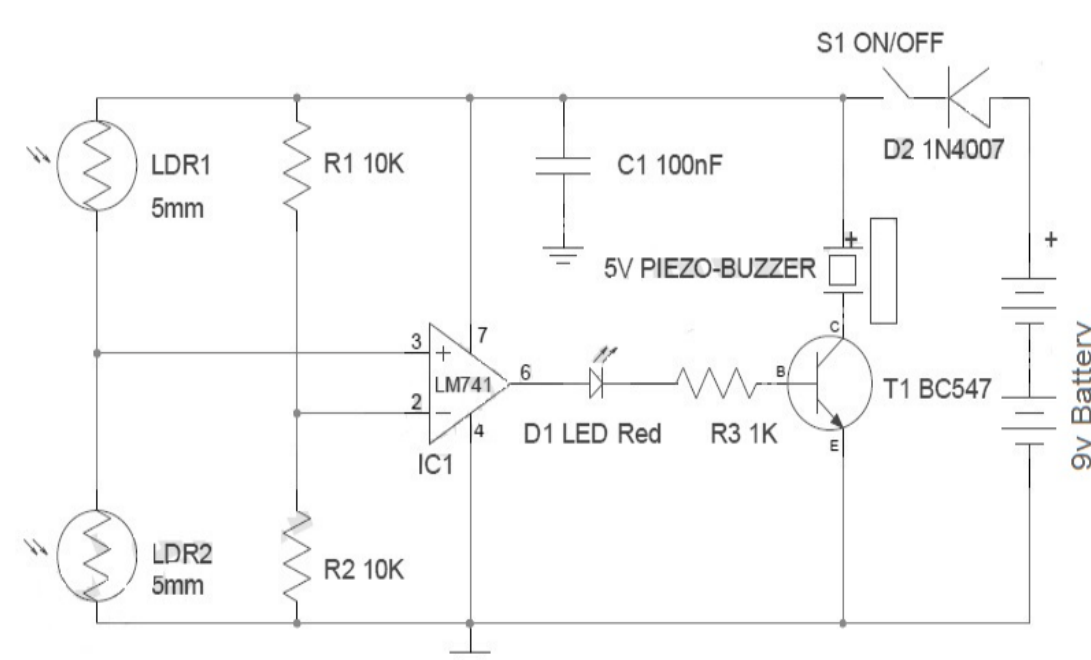 S1 ON/OFF
D2 1N4007
LDR1
5mm
R1 10K
C1 100nF
+
5V PIEZO-BUZZER
+
C
7
3
+
LM741
6
B
T1 BC547
2
−
4
D1 LED Red
R3 1K
E
IC1
9v Battery
LDR2
5mm
R2 10K